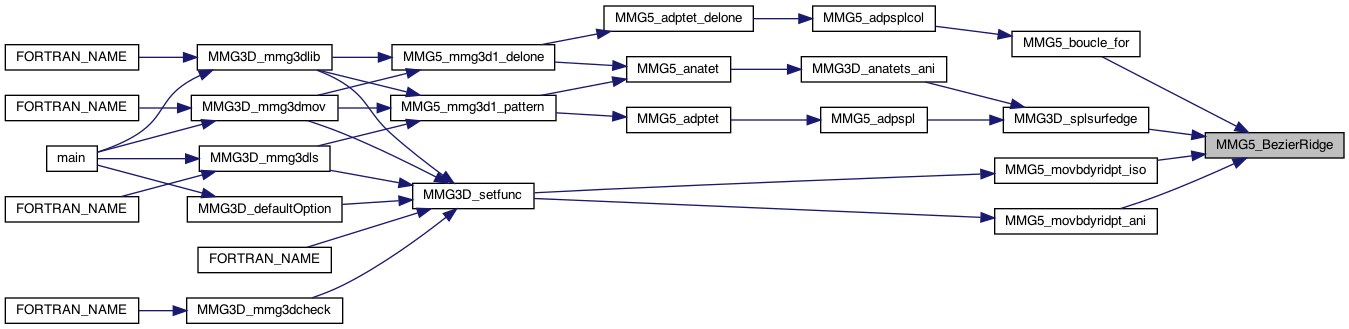 MMG5_adptet_delone
MMG5_adpsplcol
MMG5_boucle_for
FORTRAN_NAME
MMG3D_mmg3dlib
MMG5_mmg3d1_delone
MMG5_anatet
MMG3D_anatets_ani
FORTRAN_NAME
MMG3D_mmg3dmov
MMG5_mmg3d1_pattern
MMG5_adptet
MMG5_adpspl
MMG3D_splsurfedge
MMG5_BezierRidge
main
MMG3D_mmg3dls
MMG5_movbdyridpt_iso
MMG3D_setfunc
FORTRAN_NAME
MMG3D_defaultOption
MMG5_movbdyridpt_ani
FORTRAN_NAME
FORTRAN_NAME
MMG3D_mmg3dcheck